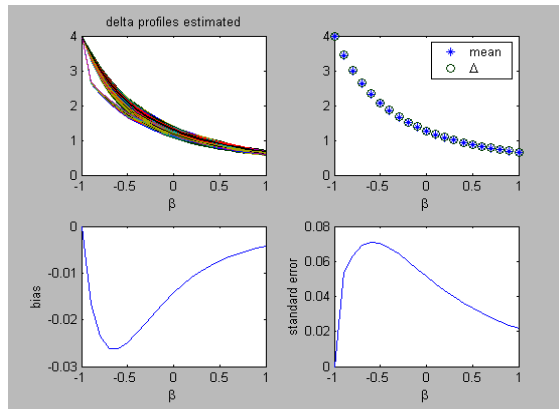 delta profiles estimated
4
3
2
1
0
-1 -0.5 0 0.5 1
β
4
3
2
1
0
-1 -0.5 0 0.5 1
β
mean
Δ
0
-0.01
-0.02
-0.03
bias
-1 -0.5 0 0.5 1
β
0.08
0.06
0.04
0.02
0
standard error
-1 -0.5 0 0.5 1
β